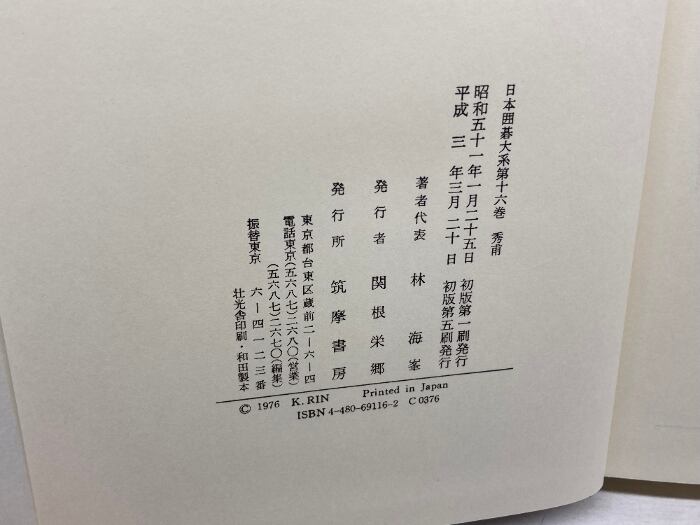 日本囲碁大系第十六巻 秀甫
昭和五十一年一月二十五日 初版第一刷発行
平成三年三月二十日 初版第五刷発行
著者代表 林海峯
発行者 関根栄郷
発行所 筑摩書房
東京都台東区蔵前二―六―四
電話東京(五六八七)二六八〇(営業)
(五六八七)二六七〇(編集)
振替東京 六―四一二三番
壮光舎印刷・和田製本
© 1976 K. RIN Printed in Japan
ISBN 4-480-69116-2 C 0376